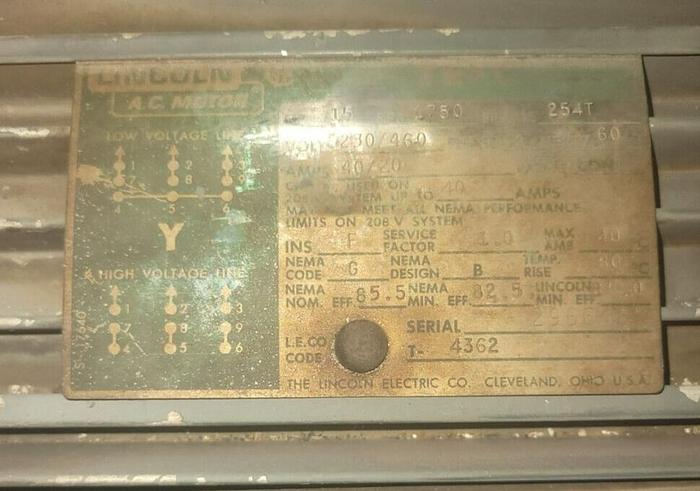 LINCOLN
A.C. MOTOR
LOW VOLTAGE LINE
1 2 3
7 8 9
4 5 6
Y
HIGH VOLTAGE LINE
1 2 3
7 8 9
4 5 6
15 1750 254T
230/460 60
AMPS 40/20
USED ON
SYSTEM UP TO 40 AMPS
MEET ALL NEMA PERFORMANCE
LIMITS ON 208 V SYSTEM
INS F SERVICE FACTOR 1.0 MAX AMB 40 °C
NEMA CODE G NEMA DESIGN B TEMP. RISE °C
NEMA NOM. EFF 85.5 NEMA MIN. EFF 82.5 LINCOLN MIN. EFF
SERIAL
L.E.CO CODE T- 4362
THE LINCOLN ELECTRIC CO. CLEVELAND, OHIO U.S.A.